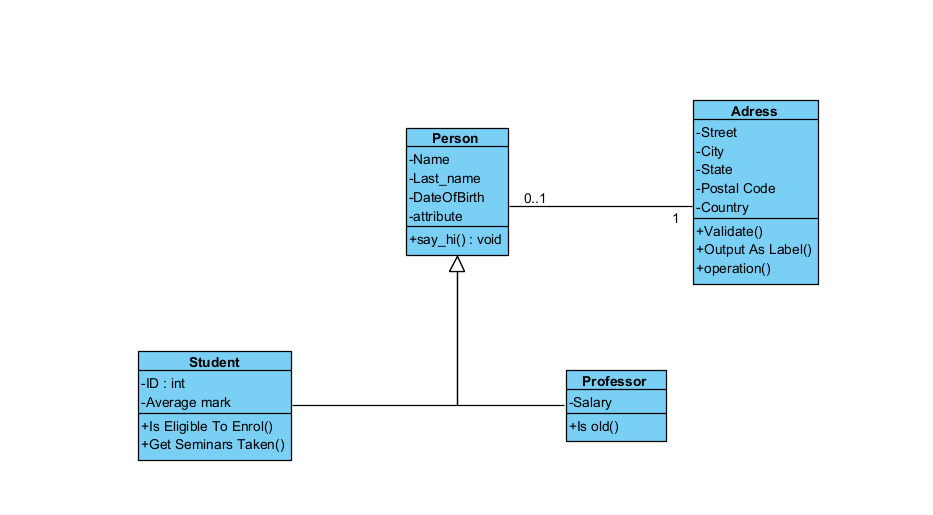 Person
-Name
-Last_name
-DateOfBirth
-attribute
+say_hi() : void
0..1
1
Adress
-Street
-City
-State
-Postal Code
-Country
+Validate()
+Output As Label()
+operation()
Student
-ID : int
-Average mark
+Is Eligible To Enrol()
+Get Seminars Taken()
Professor
-Salary
+Is old()